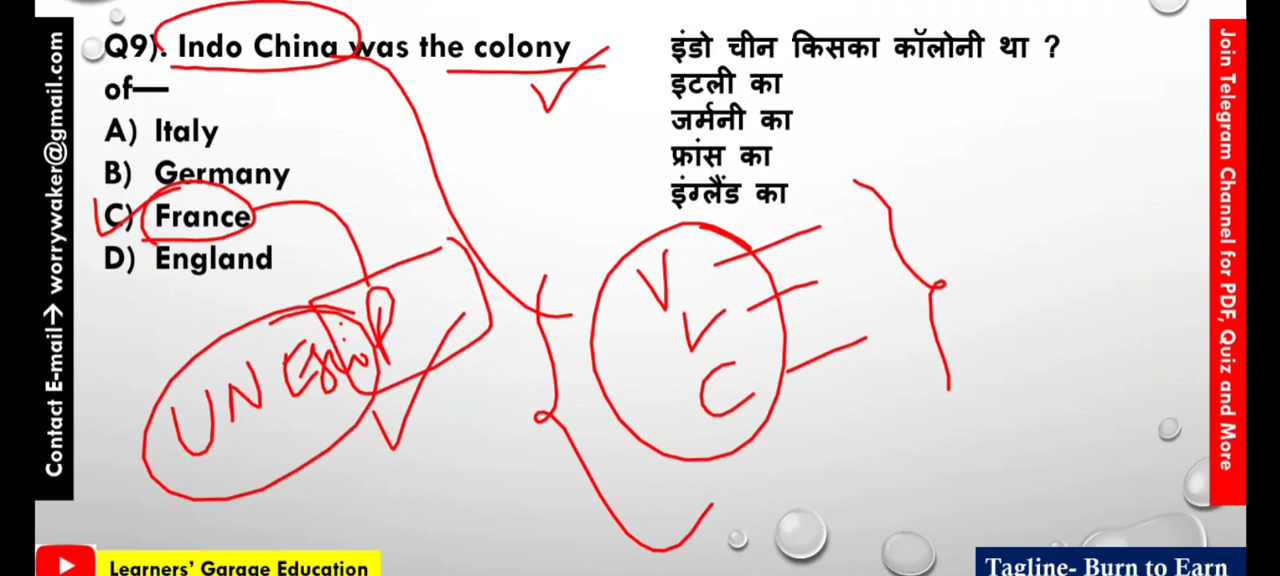 Contact E-mail→ worrywaker@gmail.com
Q9). Indo China was the colony
of—
A) Italy
B) Germany
C) France
D) England
इंडो चीन किसका कॉलोनी था ?
इटली का
जर्मनी का
फ्रांस का
इंग्लैंड का
V
V
C
UN
P
Join Telegram Channel for PDF, Quiz and More
Learners' Garage Education
Tagline- Burn to Earn